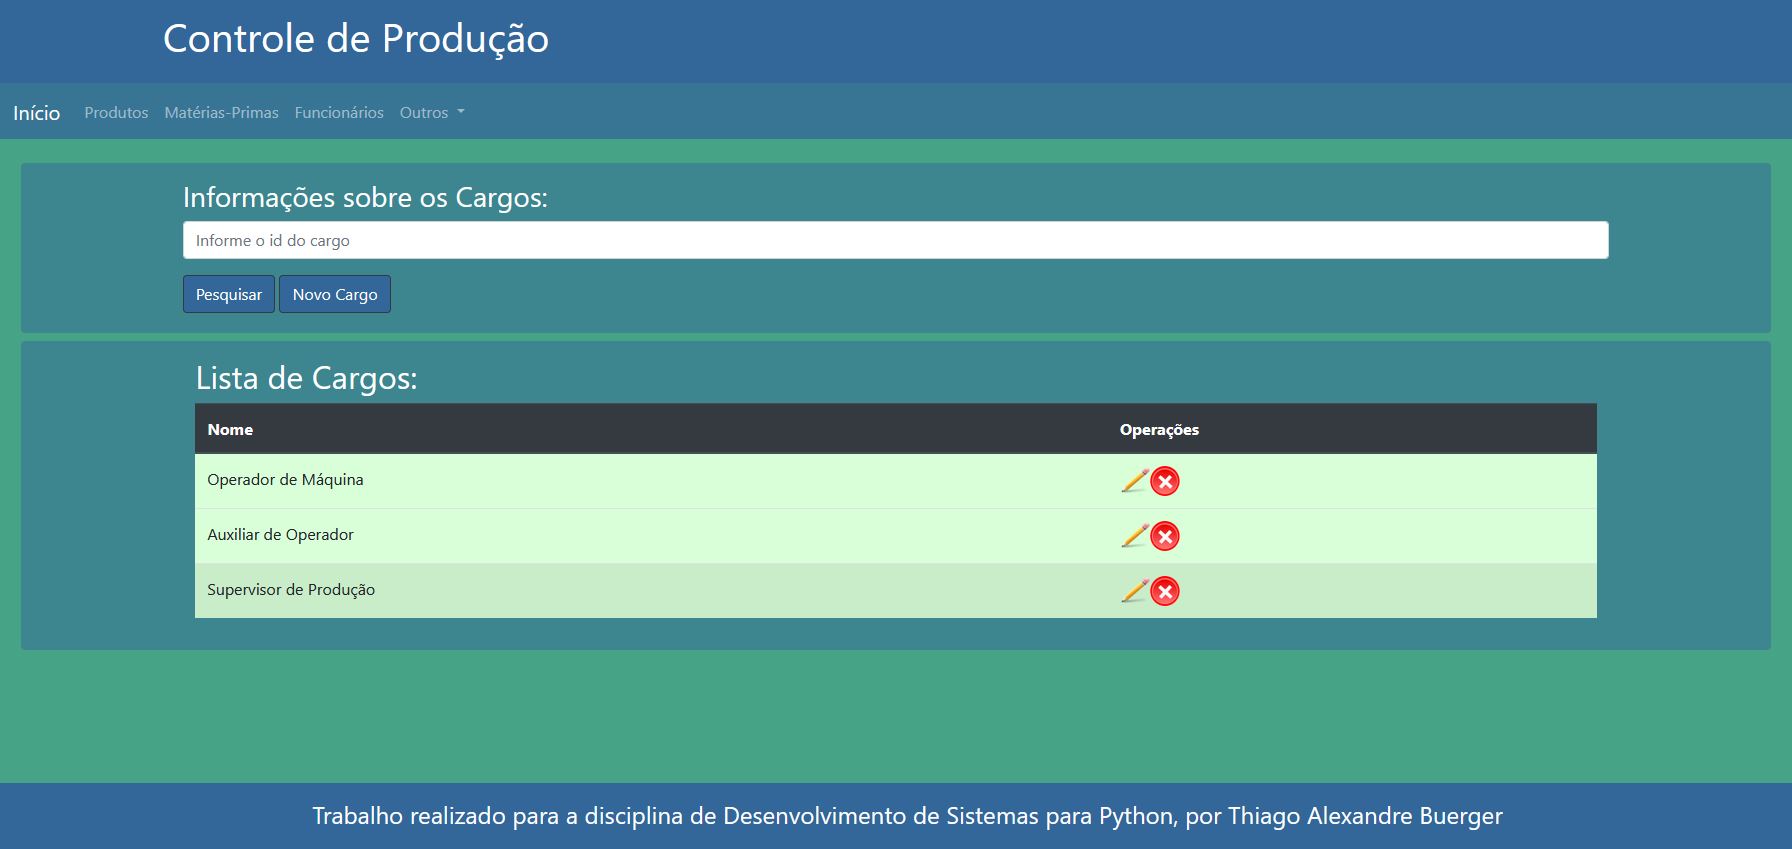 Controle de Produção
Início Produtos Matérias-Primas Funcionários Outros
Informações sobre os Cargos:
Informe o id do cargo
Pesquisar Novo Cargo
Lista de Cargos:
Nome Operações
Operador de Máquina
Auxiliar de Operador
Supervisor de Produção
Trabalho realizado para a disciplina de Desenvolvimento de Sistemas para Python, por Thiago Alexandre Buerger